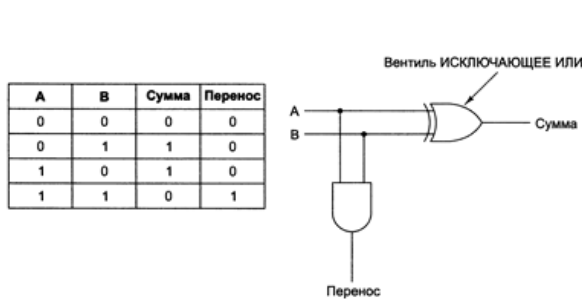 Вентиль ИСКЛЮЧАЮЩЕЕ ИЛИ
A B Сумма Перенос
0 0 0 0
0 1 1 0
1 0 1 0
1 1 0 1
A
B
Сумма
Перенос